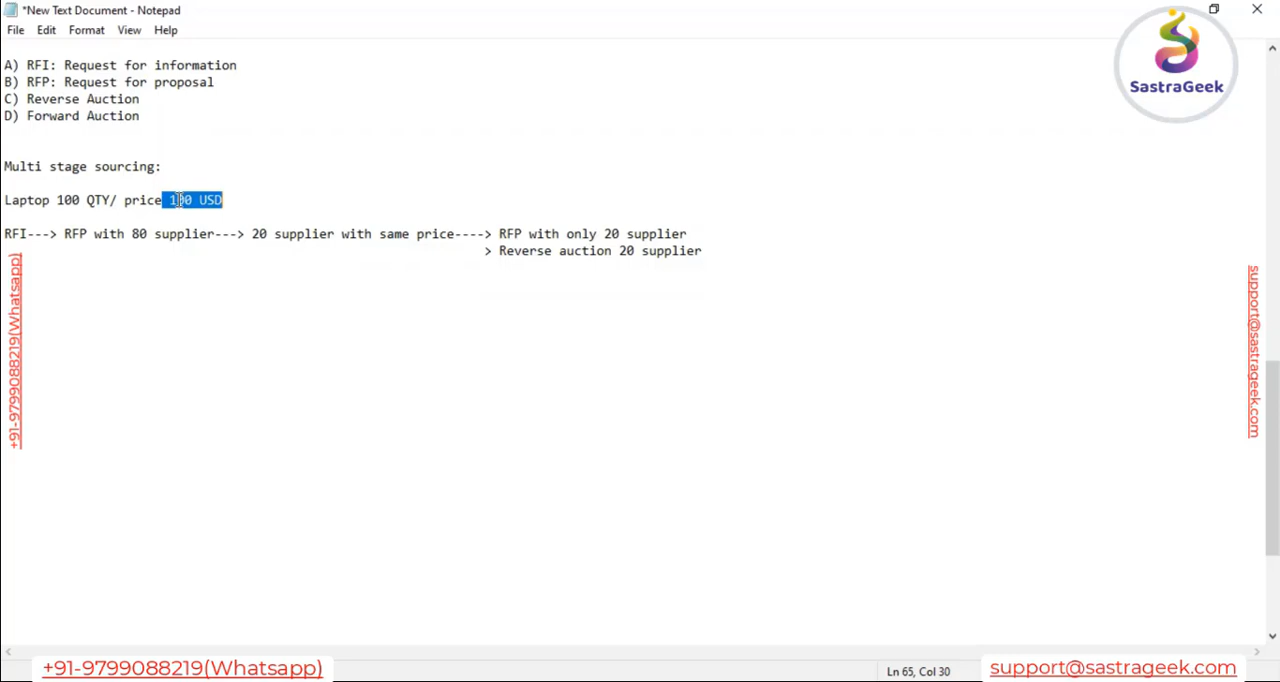 *New Text Document - Notepad
File Edit Format View Help
SastraGeek
A) RFI: Request for information
B) RFP: Request for proposal
C) Reverse Auction
D) Forward Auction
Multi stage sourcing:
Laptop 100 QTY/ price 100 USD
RFI---> RFP with 80 supplier---> 20 supplier with same price----> RFP with only 20 supplier
> Reverse auction 20 supplier
+91-9799088219(Whatsapp)
support@sastrageek.com
+91-9799088219(Whatsapp)
Ln 65, Col 30
support@sastrageek.com